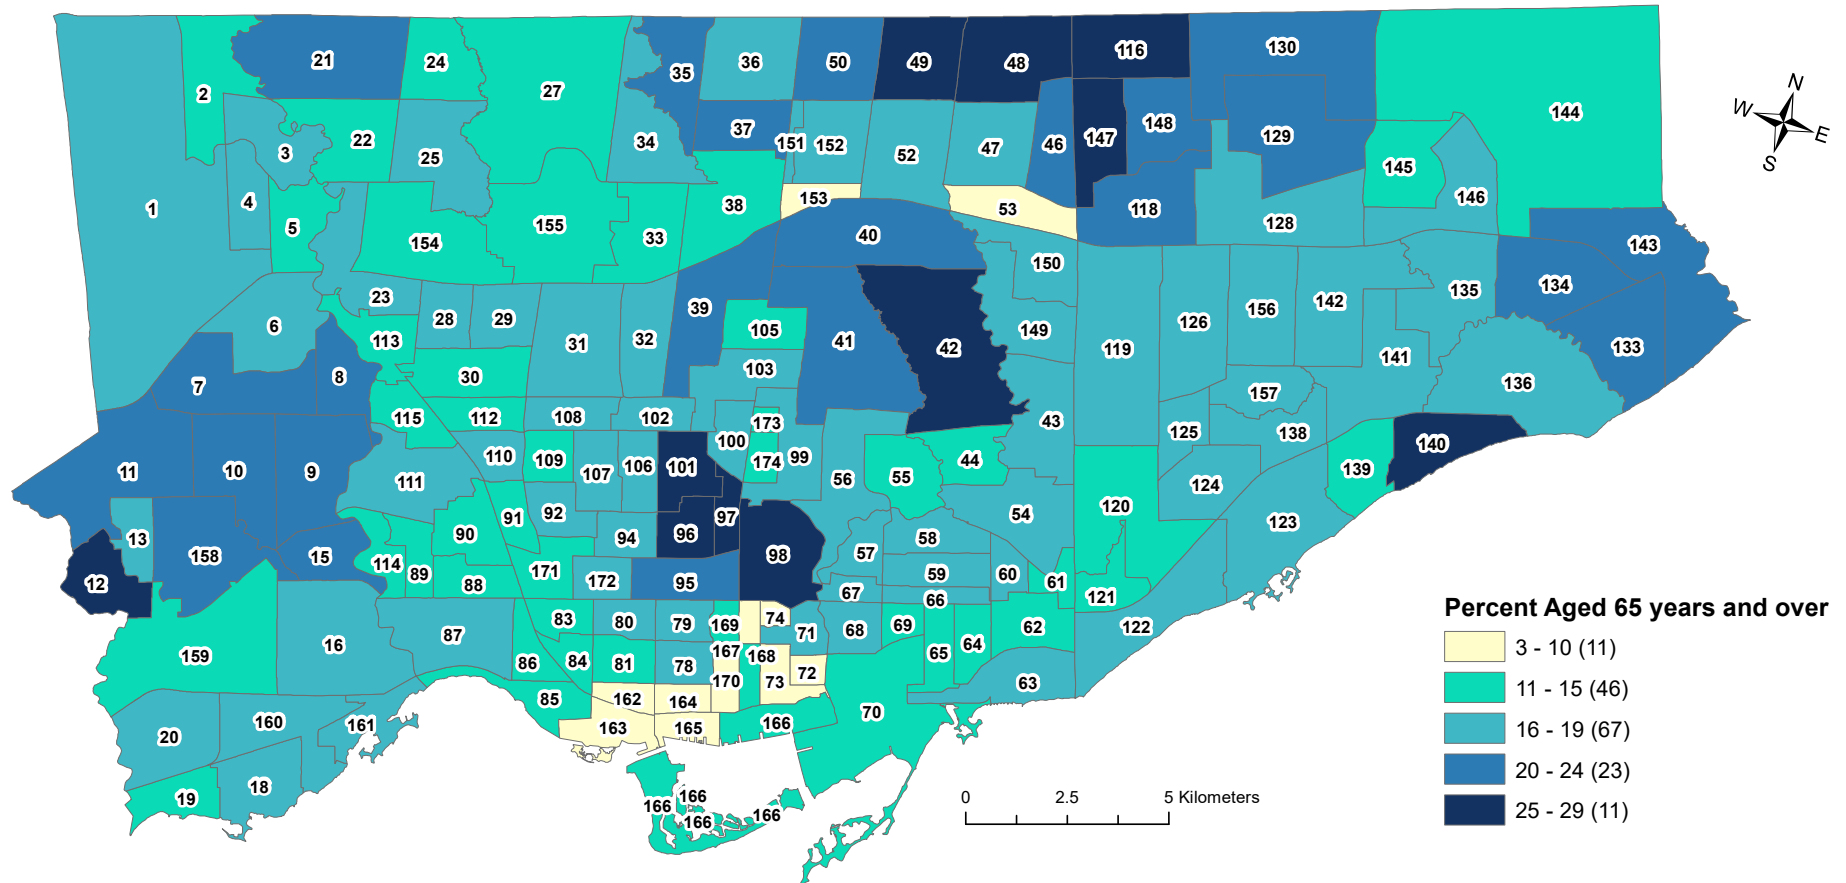 N
W E
S
21 24 27 35 36 50 49 48 116 130
2 144
3 22 25 34 37 151 152 52 47 46 147 148 129 145
1 4 5 154 155 33 38 153 53 118 128 146
40 143
150 135 134
6 23 28 29 31 32 39 105 41 42 149 119 126 156 142 133
113 103 141
7 8 30 136
115 112 108 102 173 43 157
100 125 138 140
11 10 9 111 110 109 107 106 101 174 99 56 55 44 139
91 92 120 124
13 158 15 90 94 96 97 98 54 123
114 89 88 171 172 95 57 58
12 59 60 61
67 66 121
159 16 87 83 80 79 169 74 71 68 69 62 122
86 84 81 78 167 168 65 64
170 73 72 63
85 162 164
20 160 161 163 165 166 70
18 19
166 166 166 166
Percent Aged 65 years and over
3 - 10 (11)
11 - 15 (46)
16 - 19 (67)
20 - 24 (23)
25 - 29 (11)
0 2.5 5 Kilometers